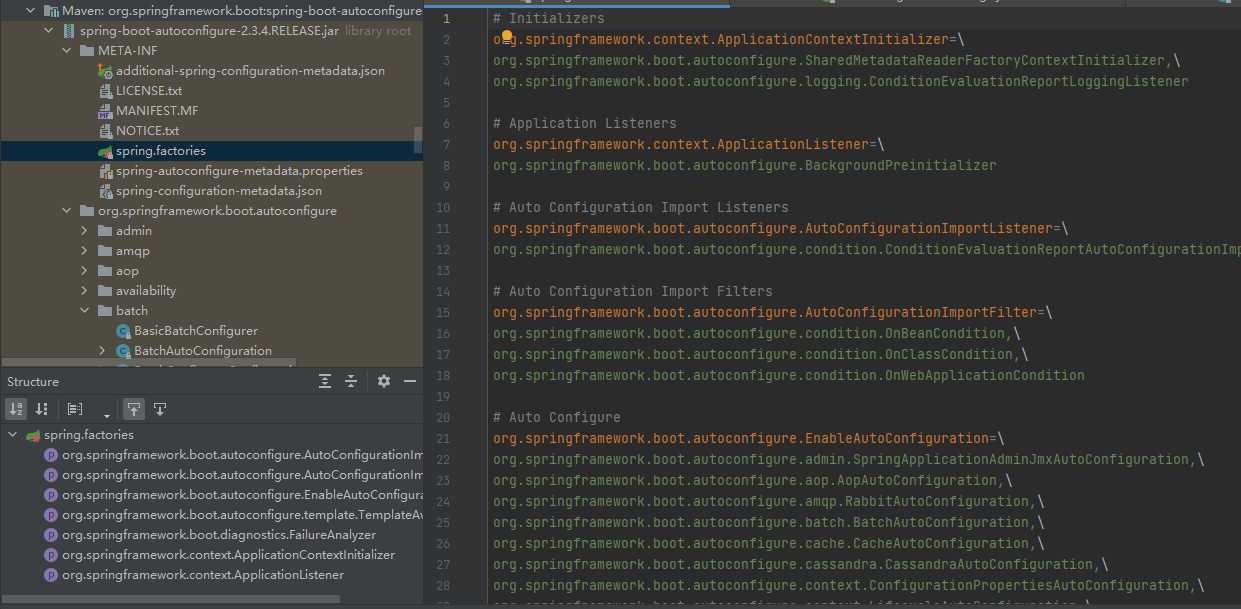 Maven: org.springframework.boot:spring-boot-autoconfigure
spring-boot-autoconfigure-2.3.4.RELEASE.jar library root
META-INF
additional-spring-configuration-metadata.json
LICENSE.txt
MANIFEST.MF
NOTICE.txt
spring.factories
spring-autoconfigure-metadata.properties
spring-configuration-metadata.json
org.springframework.boot.autoconfigure
admin
amqp
aop
availability
batch
BasicBatchConfigurer
BatchAutoConfiguration
Structure
spring.factories
org.springframework.boot.autoconfigure.AutoConfigurationIm
org.springframework.boot.autoconfigure.AutoConfigurationIm
org.springframework.boot.autoconfigure.EnableAutoConfigura
org.springframework.boot.autoconfigure.template.TemplateAv
org.springframework.boot.diagnostics.FailureAnalyzer
org.springframework.context.ApplicationContextInitializer
org.springframework.context.ApplicationListener
1 # Initializers
2 org.springframework.context.ApplicationContextInitializer=\
3 org.springframework.boot.autoconfigure.SharedMetadataReaderFactoryContextInitializer,\
4 org.springframework.boot.autoconfigure.logging.ConditionEvaluationReportLoggingListener
5
6 # Application Listeners
7 org.springframework.context.ApplicationListener=\
8 org.springframework.boot.autoconfigure.BackgroundPreinitializer
9
10 # Auto Configuration Import Listeners
11 org.springframework.boot.autoconfigure.AutoConfigurationImportListener=\
12 org.springframework.boot.autoconfigure.condition.ConditionEvaluationReportAutoConfigurationImp
13
14 # Auto Configuration Import Filters
15 org.springframework.boot.autoconfigure.AutoConfigurationImportFilter=\
16 org.springframework.boot.autoconfigure.condition.OnBeanCondition,\
17 org.springframework.boot.autoconfigure.condition.OnClassCondition,\
18 org.springframework.boot.autoconfigure.condition.OnWebApplicationCondition
19
20 # Auto Configure
21 org.springframework.boot.autoconfigure.EnableAutoConfiguration=\
22 org.springframework.boot.autoconfigure.admin.SpringApplicationAdminJmxAutoConfiguration,\
23 org.springframework.boot.autoconfigure.aop.AopAutoConfiguration,\
24 org.springframework.boot.autoconfigure.amqp.RabbitAutoConfiguration,\
25 org.springframework.boot.autoconfigure.batch.BatchAutoConfiguration,\
26 org.springframework.boot.autoconfigure.cache.CacheAutoConfiguration,\
27 org.springframework.boot.autoconfigure.cassandra.CassandraAutoConfiguration,\
28 org.springframework.boot.autoconfigure.context.ConfigurationPropertiesAutoConfiguration,\